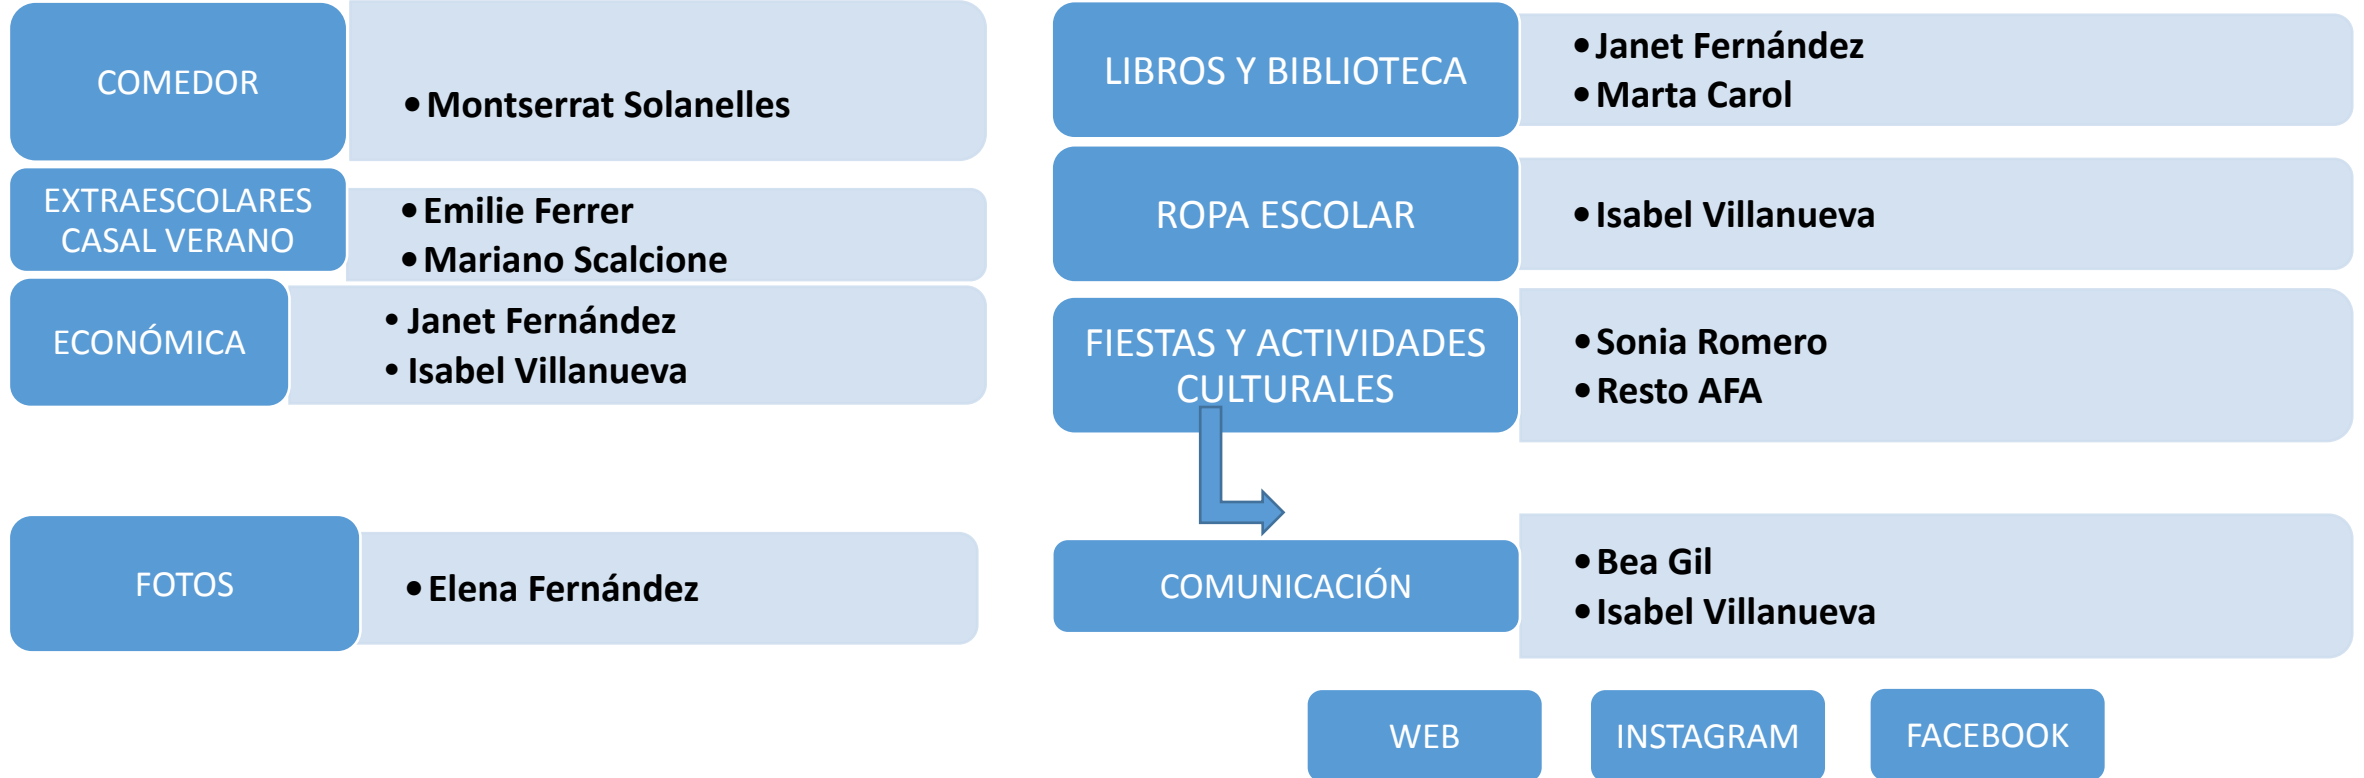 COMEDOR
• Montserrat Solanelles
EXTRAESCOLARES
CASAL VERANO
• Emilie Ferrer
• Mariano Scalcione
ECONÓMICA
• Janet Fernández
• Isabel Villanueva
FOTOS
• Elena Fernández
LIBROS Y BIBLIOTECA
• Janet Fernández
• Marta Carol
ROPA ESCOLAR
• Isabel Villanueva
FIESTAS Y ACTIVIDADES
CULTURALES
• Sonia Romero
• Resto AFA
COMUNICACIÓN
• Bea Gil
• Isabel Villanueva
WEB
INSTAGRAM
FACEBOOK